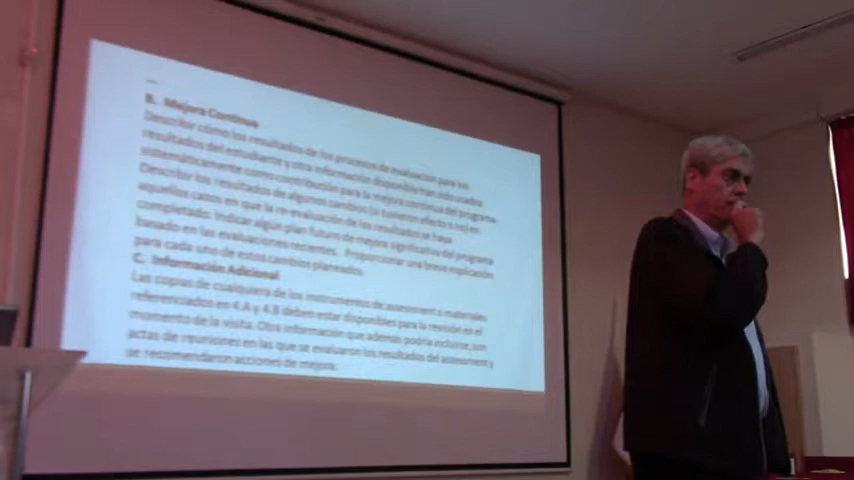 B. Mejora Continua
Describir cómo los resultados de los procesos de evaluación para los
resultados del estudiante y otra información disponible han sido usados
sistemáticamente como contribución para la mejora continua del programa.
Describir los resultados de algunos cambios (si tuvieron efecto o no) en
aquellos casos en que la re-evaluación de los resultados se haya
completado. Indicar algún plan futuro de mejora significativa del programa
basado en las evaluaciones recientes. Proporcionar una breve explicación
para cada uno de estos cambios planeados.
C. Información Adicional
Las copias de cualquiera de los instrumentos de assessment o materiales
referenciados en 4.A y 4.B deben estar disponibles para la revisión en el
momento de la visita. Otra información que además podría incluirse, son
actas de reuniones en las que se evaluaron los resultados del assessment y
se recomendaron acciones de mejora.